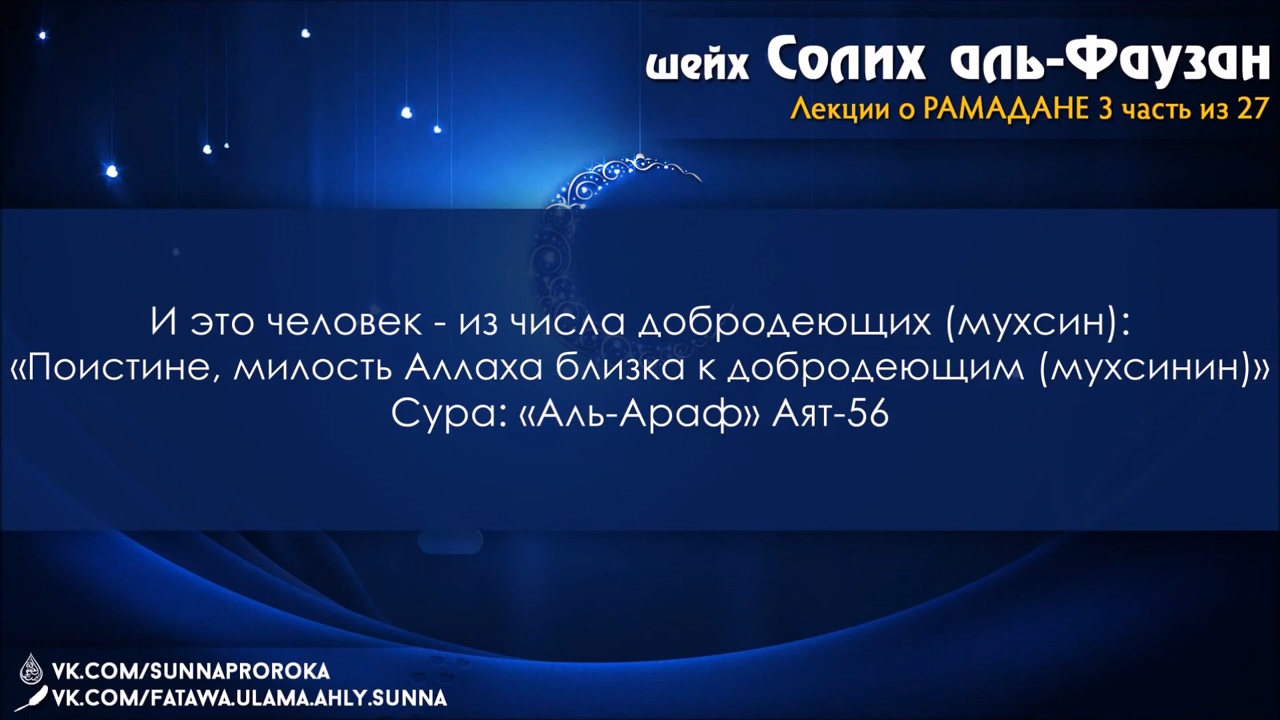 шейх Солих аль-Фаузан
Лекции о РАМАДАНЕ 3 часть из 27
И это человек - из числа добродеющих (мухсин):
«Поистине, милость Аллаха близка к добродеющим (мухсинин)»
Сура: «Аль-Араф» Аят-56
VK.COM/SUNNAPROROKA
VK.COM/FATAWA.ULAMA.AHLY.SUNNA